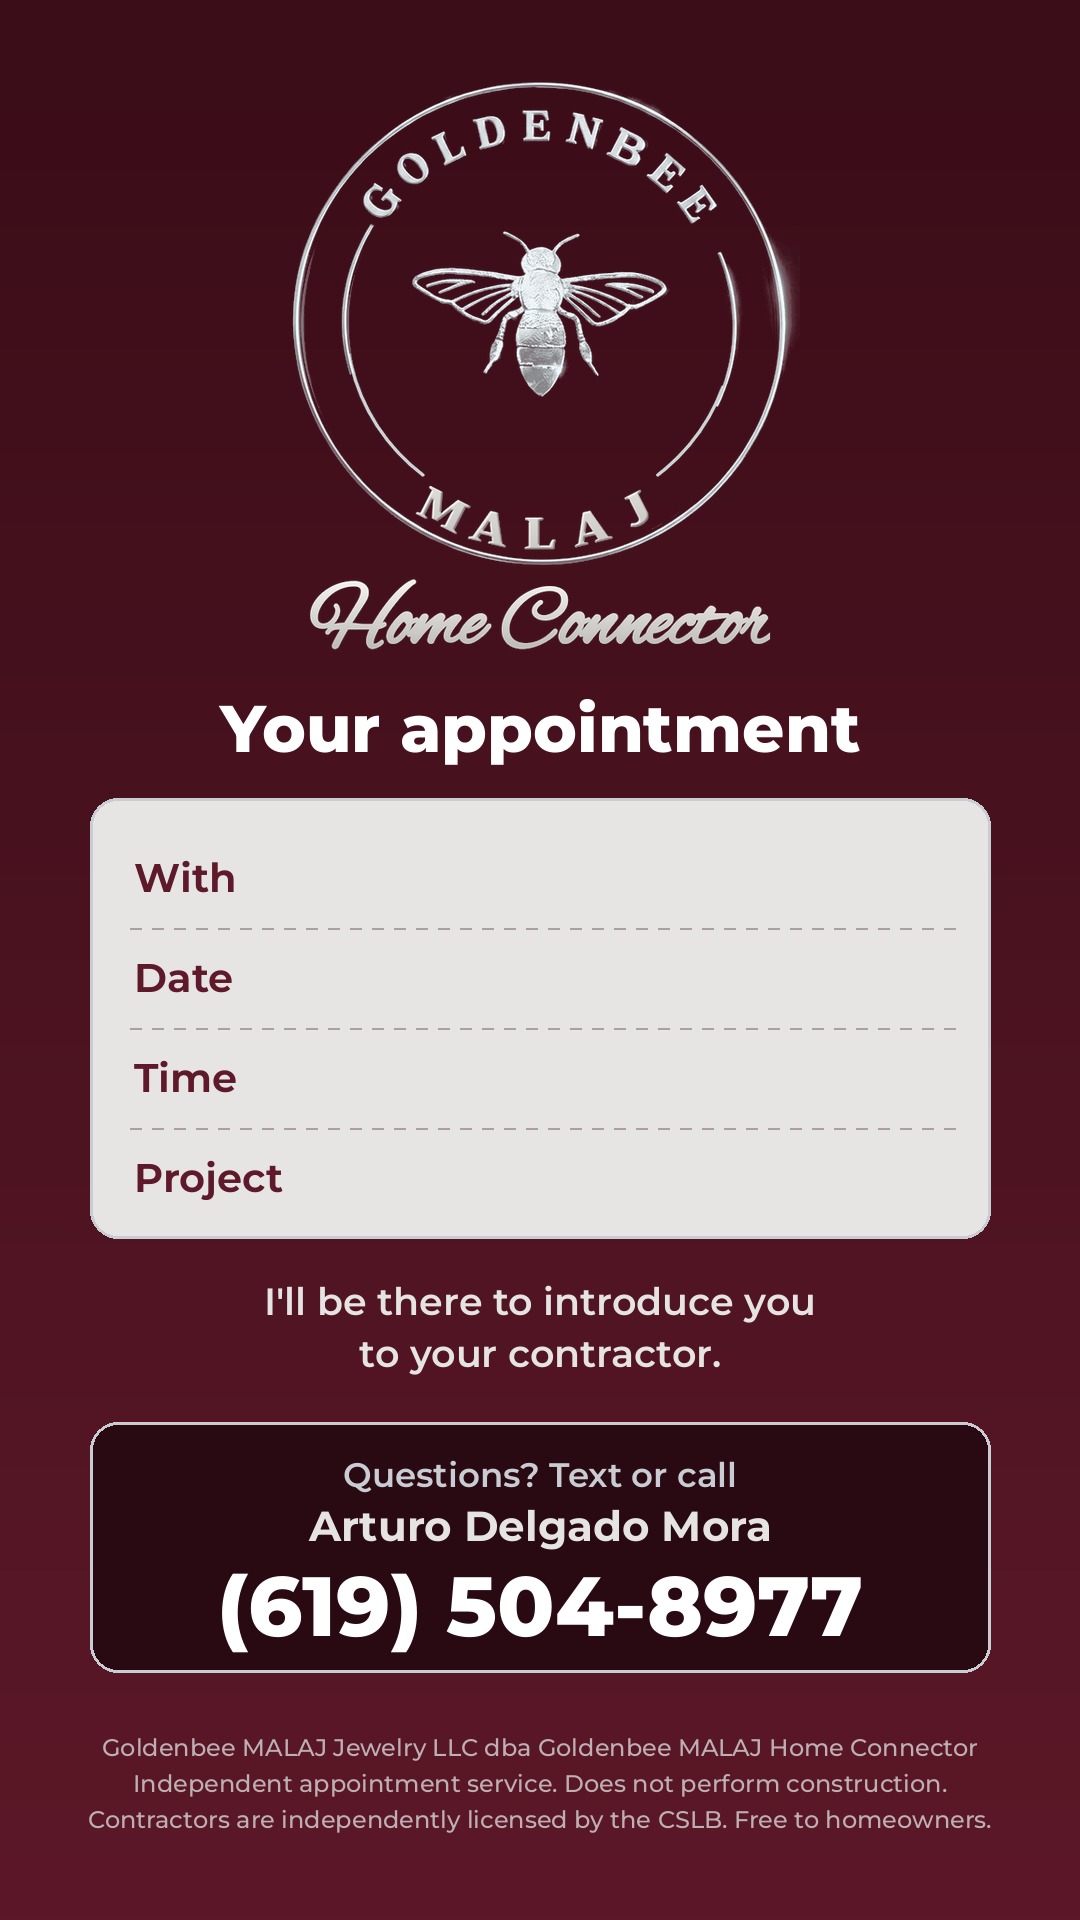 GOLDENBEE
MALAJ
Home Connector
Your appointment
With
Date
Time
Project
I'll be there to introduce you
to your contractor.
Questions? Text or call
Arturo Delgado Mora
(619) 504-8977
Goldenbee MALAJ Jewelry LLC dba Goldenbee MALAJ Home Connector
Independent appointment service. Does not perform construction.
Contractors are independently licensed by the CSLB. Free to homeowners.